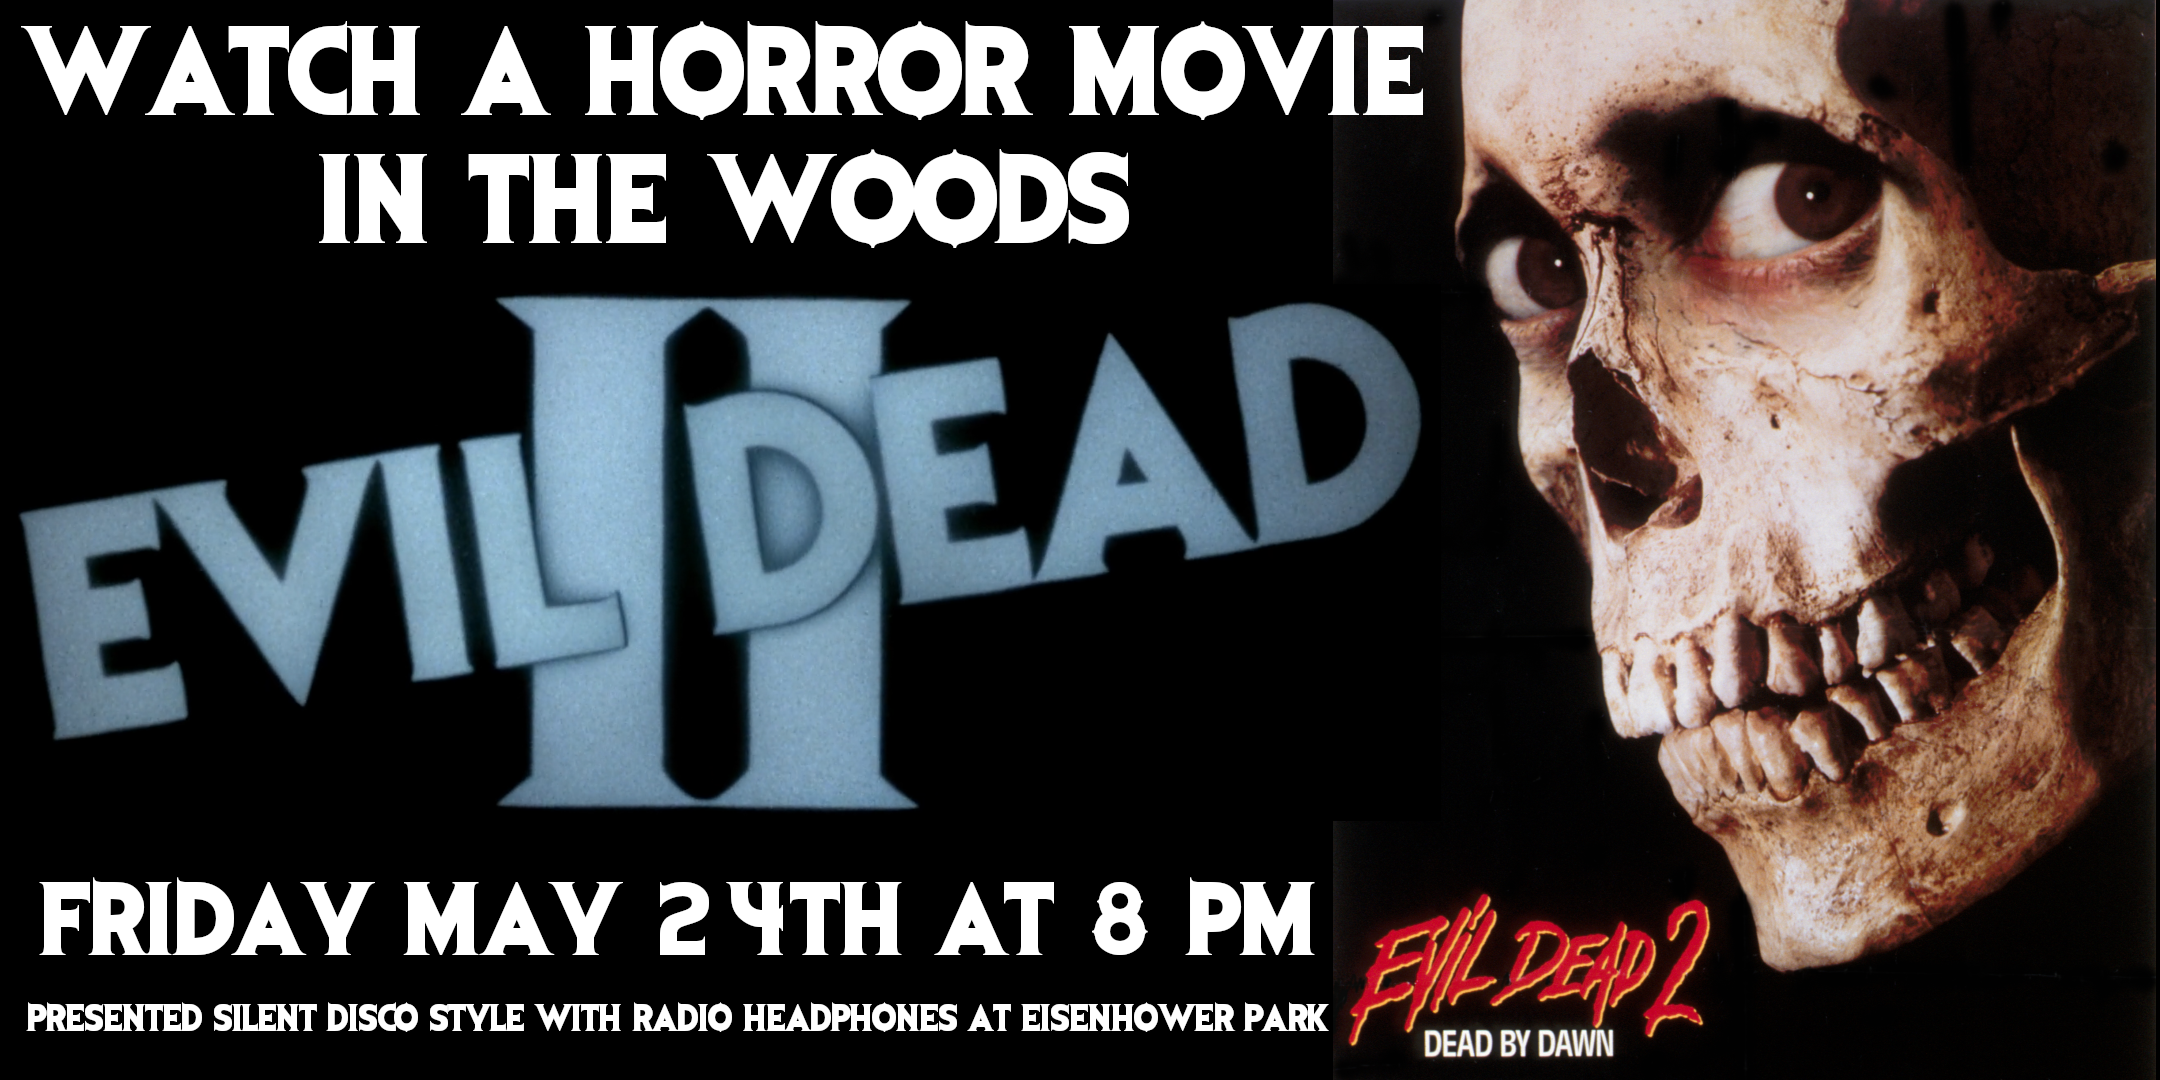 WATCH A HORROR MOVIE
IN THE WOODS
II
EVIL DEAD
FRIDAY MAY 24TH AT 8 PM
PRESENTED SILENT DISCO STYLE WITH RADIO HEADPHONES AT EISENHOWER PARK
EVIL DEAD 2
DEAD BY DAWN